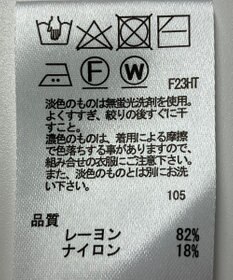 F W
F23HT
淡色のものは無蛍光洗剤を使用。
よくすすぎ、絞りの後すぐに干
すこと。
濃色のものは、着用による摩擦
で色落ちする事がありますので、
組み合せの衣服にご注意下さい。
また、淡色のものとは別にお洗
い下さい。
105
品質
レーヨン 82%
ナイロン 18%